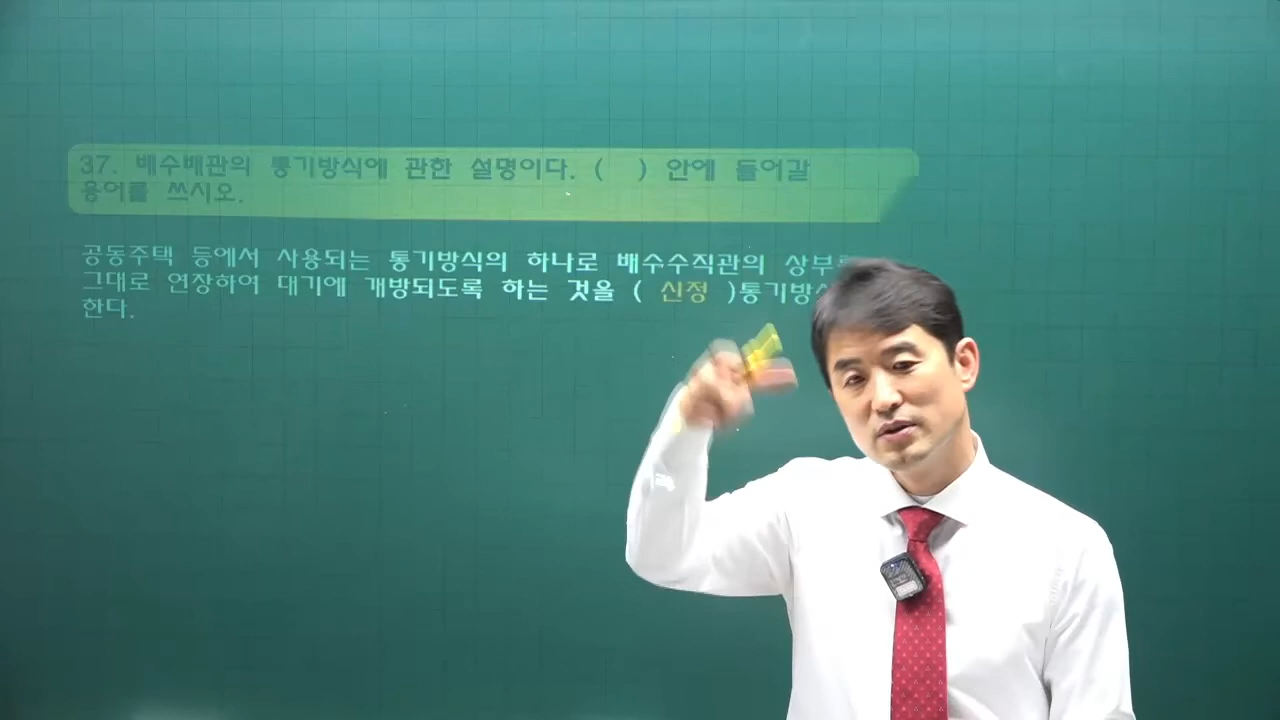 37. 배수배관의 통기방식에 관한 설명이다. (  ) 안에 들어갈
용어를 쓰시오.
공동주택 등에서 사용되는 통기방식의 하나로 배수수직관의 상부를
그대로 연장하여 대기에 개방되도록 하는 것을 ( 신정 )통기방식
한다.